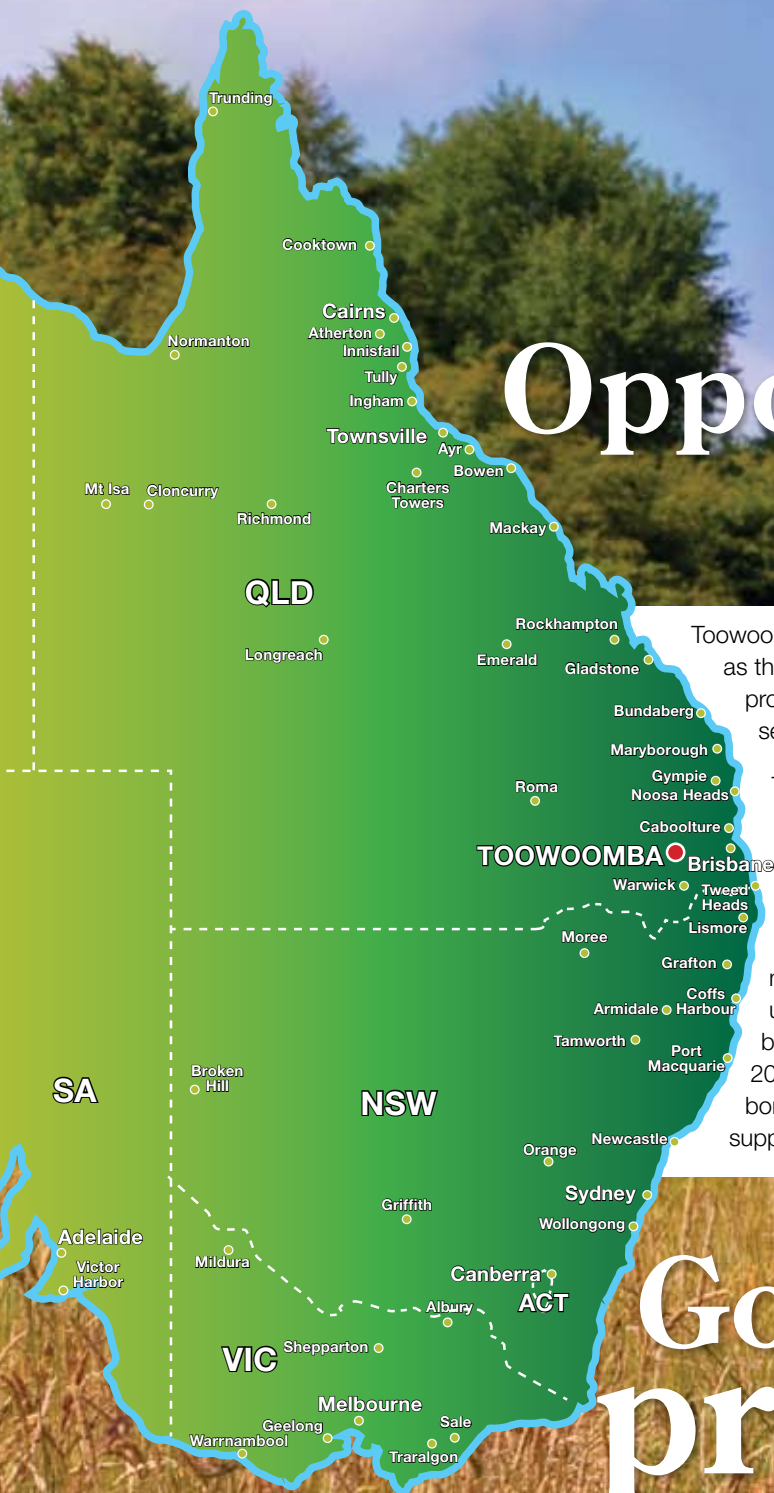 Trunding
Cooktown
Cairns
Atherton
Innisfail
Normanton
Tully
Ingham
Townsville
Ayr
Bowen
Mt Isa
Cloncurry
Charters
Towers
Richmond
Mackay
QLD
Rockhampton
Longreach
Emerald
Gladstone
Bundaberg
Maryborough
Gympie
Roma
Noosa Heads
Caboolture
TOOWOOMBA
Brisbane
Warwick
Tweed
Heads
Lismore
Moree
Grafton
Coffs
Harbour
Armidale
Tamworth
Port
Macquarie
Broken
Hill
SA
NSW
Newcastle
Orange
Sydney
Griffith
Wollongong
Adelaide
Mildura
Victor
Harbor
Canberra
ACT
Albury
VIC
Shepparton
Melbourne
Geelong
Sale
Warrnambool
Traralgon
Oppo
Toowoo
as th
pro
se
20
bor
supp
Go
pr